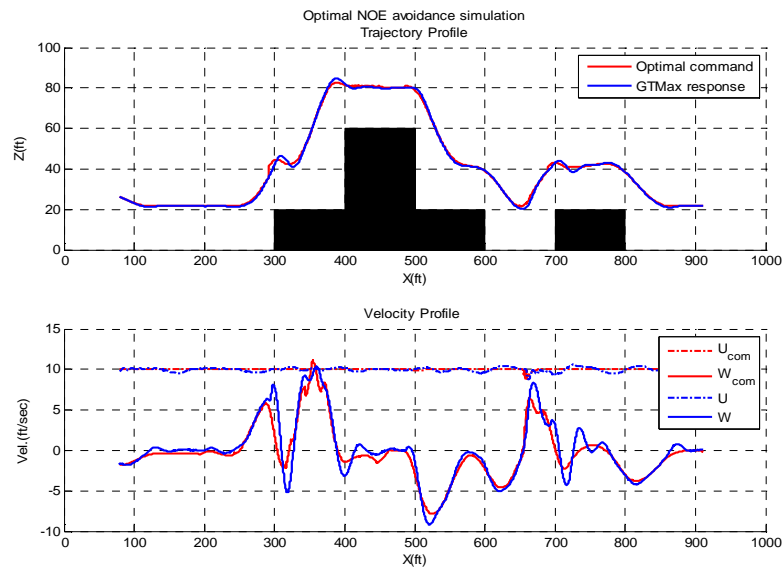 Optimal NOE avoidance simulation
Trajectory Profile
100
80
60
40
20
0
Z(ft)
Optimal command
GTMax response
0 100 200 300 400 500 600 700 800 900 1000
X(ft)
Velocity Profile
15
10
5
0
-5
-10
Vel.(ft/sec)
U_com
W_com
U
W
0 100 200 300 400 500 600 700 800 900 1000
X(ft)